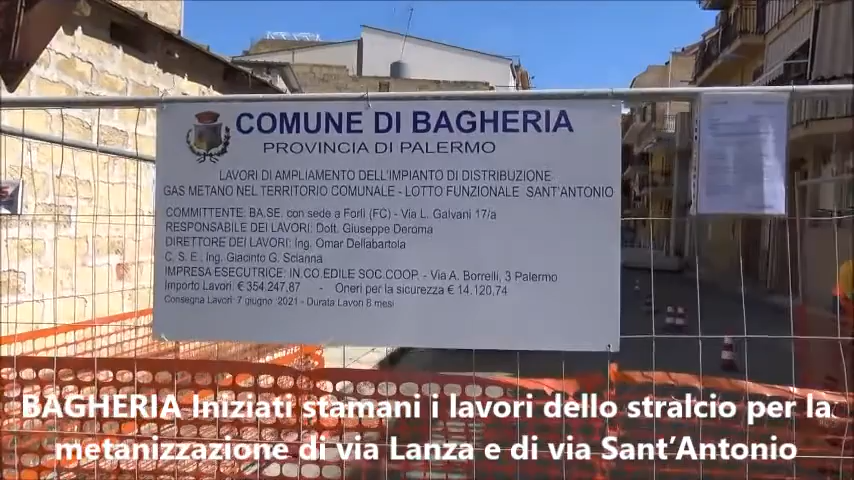 COMUNE DI BAGHERIA
PROVINCIA DI PALERMO
LAVORI DI AMPLIAMENTO DELL'IMPIANTO DI DISTRIBUZIONE
GAS METANO NEL TERRITORIO COMUNALE - LOTTO FUNZIONALE SANT'ANTONIO
COMMITTENTE: BA.SE. con sede a Forlì (FC) - Via L. Galvani 17/a
RESPONSABILE DEI LAVORI: Dott. Giuseppe Deroma
DIRETTORE DEI LAVORI: Ing. Omar Dellabartola
C. S. E.: Ing. Giacinto G. Scianna
IMPRESA ESECUTRICE: IN.CO EDILE SOC.COOP. - Via A. Borrelli, 3 Palermo
Importo Lavori: € 354.247,87 - Oneri per la sicurezza € 14.120,74
Consegna Lavori: 7 giugno 2021 - Durata Lavori 8 mesi
BAGHERIA Iniziati stamani i lavori dello stralcio per la
metanizzazione di via Lanza e di via Sant'Antonio